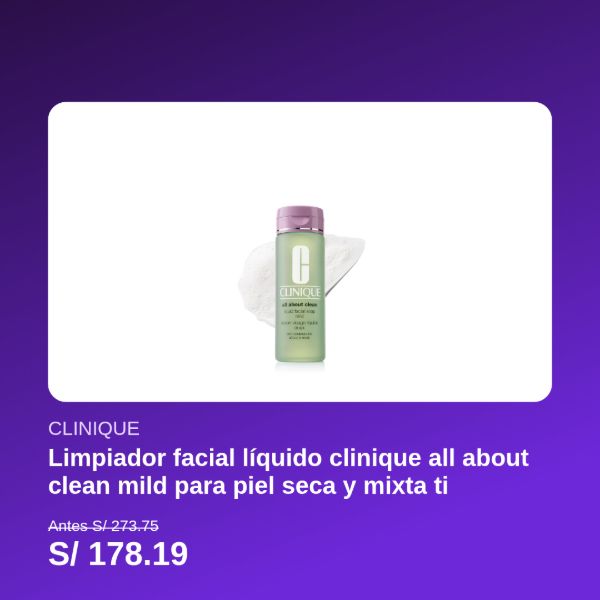 CLINIQUE
all about clean
CLINIQUE
Limpiador facial líquido clinique all about
clean mild para piel seca y mixta ti
Antes S/ 273.75
S/ 178.19